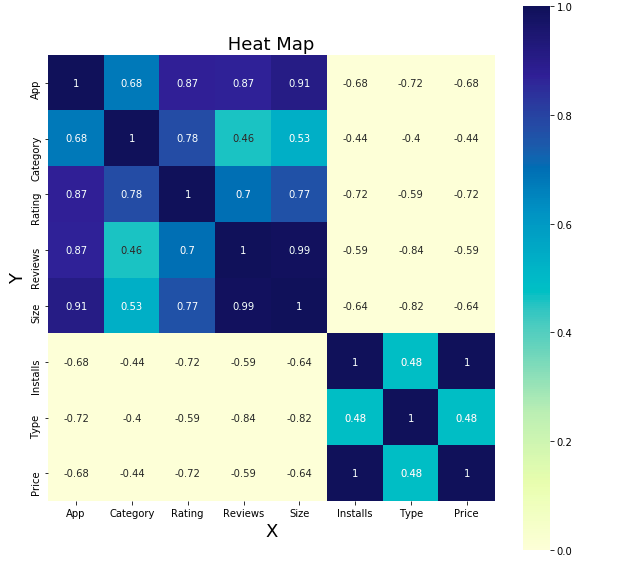 Heat Map
1.0
App 1 0.68 0.87 0.87 0.91 -0.68 -0.72 -0.68
Category 0.68 1 0.78 0.46 0.53 -0.44 -0.4 -0.44
0.8
Rating 0.87 0.78 1 0.7 0.77 -0.72 -0.59 -0.72
0.6
Reviews 0.87 0.46 0.7 1 0.99 -0.59 -0.84 -0.59
Y
Size 0.91 0.53 0.77 0.99 1 -0.64 -0.82 -0.64
0.4
Installs -0.68 -0.44 -0.72 -0.59 -0.64 1 0.48 1
Type -0.72 -0.4 -0.59 -0.84 -0.82 0.48 1 0.48
0.2
Price -0.68 -0.44 -0.72 -0.59 -0.64 1 0.48 1
App Category Rating Reviews Size Installs Type Price
X
0.0